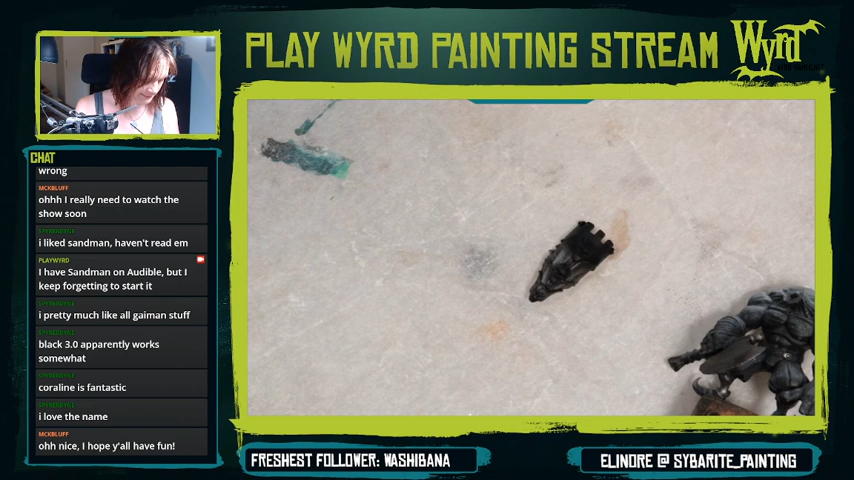 PLAY WYRD PAINTING STREAM
Wyrd
CHAT
wrong
MCKBLUFF
ohhh I really need to watch the
show soon
i liked sandman, haven't read em
PLAYWYRD
I have Sandman on Audible, but I
keep forgetting to start it
i pretty much like all gaiman stuff
black 3.0 apparently works
somewhat
coraline is fantastic
i love the name
MCKBLUFF
ohh nice, I hope y'all have fun!
FRESHEST FOLLOWER: WASHIBANA
ELINORE @ SYBARITE_PAINTING